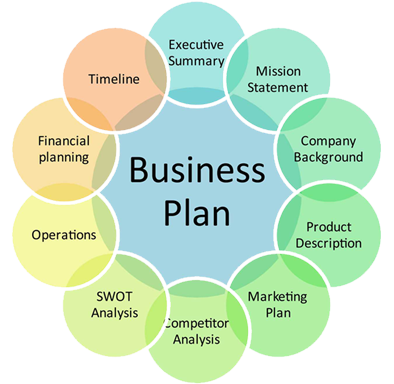 Executive
Summary
Mission
Statement
Company
Background
Product
Description
Marketing
Plan
Competitor
Analysis
SWOT
Analysis
Operations
Financial
planning
Timeline
Business
Plan